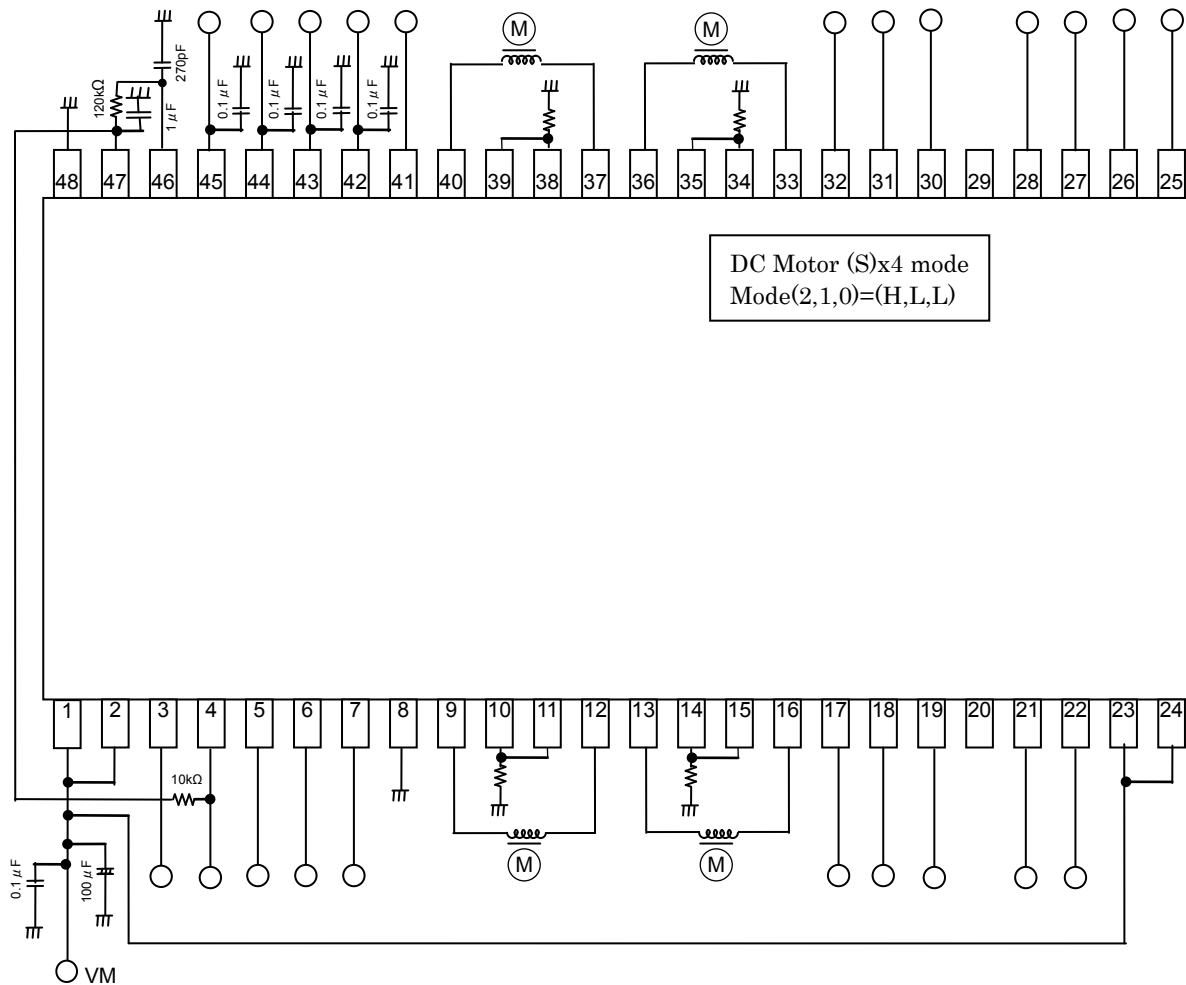 M
M
270pF
120kΩ
1 μF
0.1 μF
0.1 μF
0.1 μF
0.1 μF
48 47 46 45 44 43 42 41 40 39 38 37 36 35 34 33 32 31 30 29 28 27 26 25
DC Motor (S)x4 mode
Mode(2,1,0)=(H,L,L)
1 2 3 4 5 6 7 8 9 10 11 12 13 14 15 16 17 18 19 20 21 22 23 24
10kΩ
0.1 μF
100 μF
M
M
VM